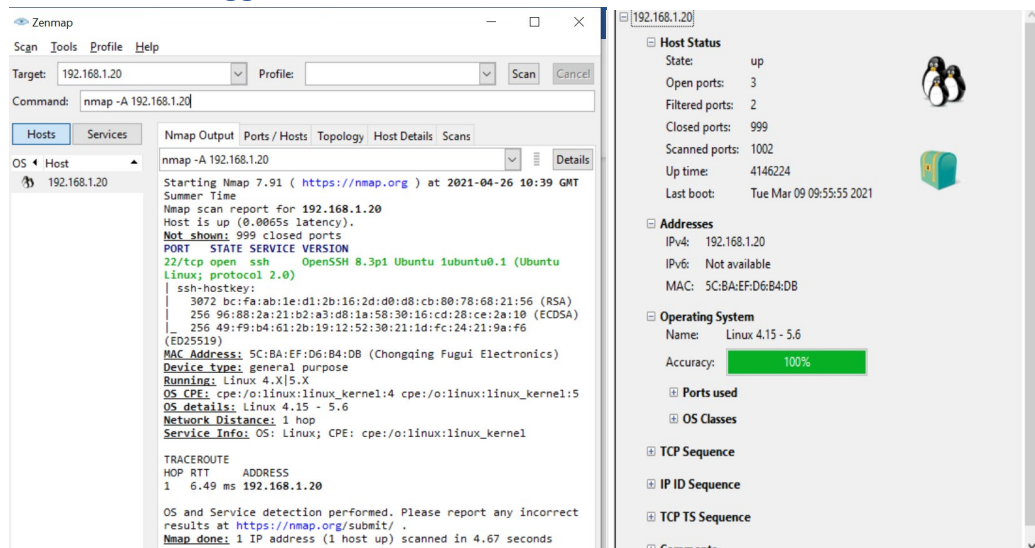 Zenmap
Scan Tools Profile Help
Target: 192.168.1.20 Profile: Scan Cancel
Command: nmap -A 192.168.1.20
Hosts Services
Nmap Output Ports / Hosts Topology Host Details Scans
OS Host
192.168.1.20
nmap -A 192.168.1.20 Details
Starting Nmap 7.91 ( https://nmap.org ) at 2021-04-26 10:39 GMT
Summer Time
Nmap scan report for 192.168.1.20
Host is up (0.0065s latency).
Not shown: 999 closed ports
PORT STATE SERVICE VERSION
22/tcp open ssh OpenSSH 8.3p1 Ubuntu 1ubuntu0.1 (Ubuntu
Linux; protocol 2.0)
| ssh-hostkey:
| 3072 bc:fa:ab:1e:d1:2b:16:2d:d0:d8:cb:80:78:68:21:56 (RSA)
| 256 96:88:2a:21:b2:a3:d8:1a:58:30:16:cd:28:ce:2a:10 (ECDSA)
|_ 256 49:f9:b4:61:2b:19:12:52:30:21:1d:fc:24:21:9a:f6
(ED25519)
MAC Address: 5C:BA:EF:D6:B4:DB (Chongqing Fugui Electronics)
Device type: general purpose
Running: Linux 4.X|5.X
OS CPE: cpe:/o:linux:linux_kernel:4 cpe:/o:linux:linux_kernel:5
OS details: Linux 4.15 - 5.6
Network Distance: 1 hop
Service Info: OS: Linux; CPE: cpe:/o:linux:linux_kernel
TRACEROUTE
HOP RTT ADDRESS
1 6.49 ms 192.168.1.20
OS and Service detection performed. Please report any incorrect
results at https://nmap.org/submit/ .
Nmap done: 1 IP address (1 host up) scanned in 4.67 seconds
192.168.1.20
Host Status
State: up
Open ports: 3
Filtered ports: 2
Closed ports: 999
Scanned ports: 1002
Up time: 4146224
Last boot: Tue Mar 09 09:55:55 2021
Addresses
IPv4: 192.168.1.20
IPv6: Not available
MAC: 5C:BA:EF:D6:B4:DB
Operating System
Name: Linux 4.15 - 5.6
Accuracy: 100%
Ports used
OS Classes
TCP Sequence
IP ID Sequence
TCP TS Sequence